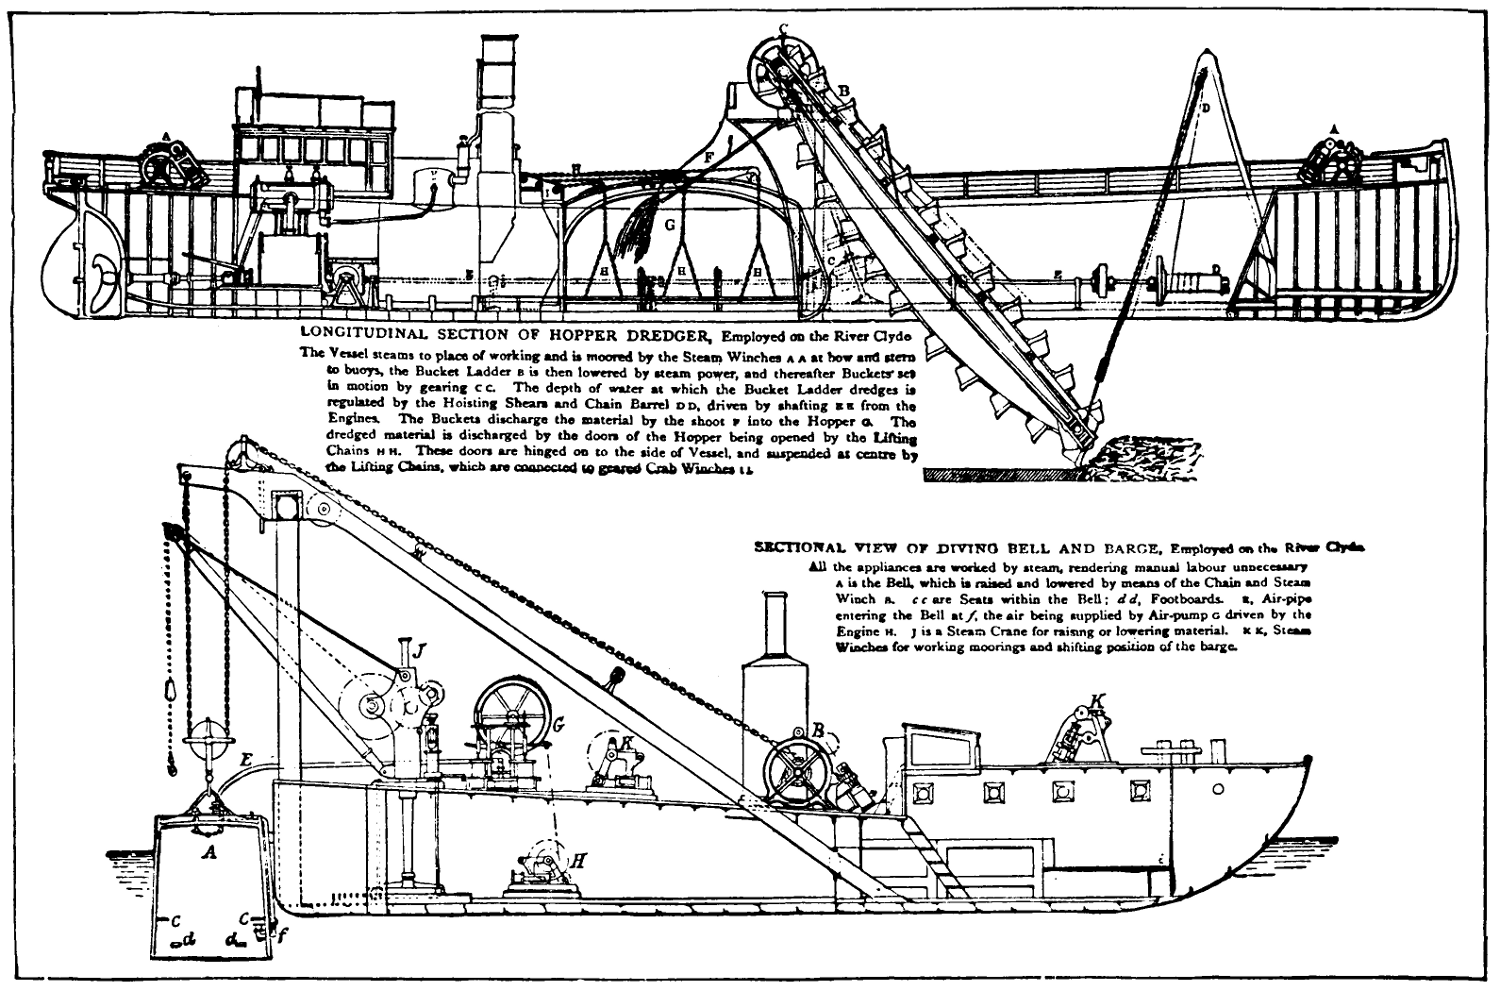 A
C
B
D
A
F
H
G
C
H
H
H
E
E
D
LONGITUDINAL SECTION OF HOPPER DREDGER, Employed on the River Clyde
The Vessel steams to place of working and is moored by the Steam Winches A A at bow and stern
to buoys, the Bucket Ladder B is then lowered by steam power, and thereafter Buckets set
in motion by gearing C C. The depth of water at which the Bucket Ladder dredges is
regulated by the Hoisting Shears and Chain Barrel D D, driven by shafting E E from the
Engines. The Buckets discharge the material by the shoot F into the Hopper G. The
dredged material is discharged by the doors of the Hopper being opened by the Lifting
Chains H H. These doors are hinged on to the side of Vessel, and suspended at centre by
the Lifting Chains, which are connected to geared Crab Winches I I.
SECTIONAL VIEW OF DIVING BELL AND BARGE, Employed on the River Clyde
All the appliances are worked by steam, rendering manual labour unnecessary
A is the Bell, which is raised and lowered by means of the Chain and Steam
Winch B. c c are Seats within the Bell; d d, Footboards. E, Air-pipe
entering the Bell at f, the air being supplied by Air-pump G driven by the
Engine H. J is a Steam Crane for raising or lowering material. K K, Steam
Winches for working moorings and shifting position of the barge.
J
K
G
B
K
E
A
H
C
C
d
d
f